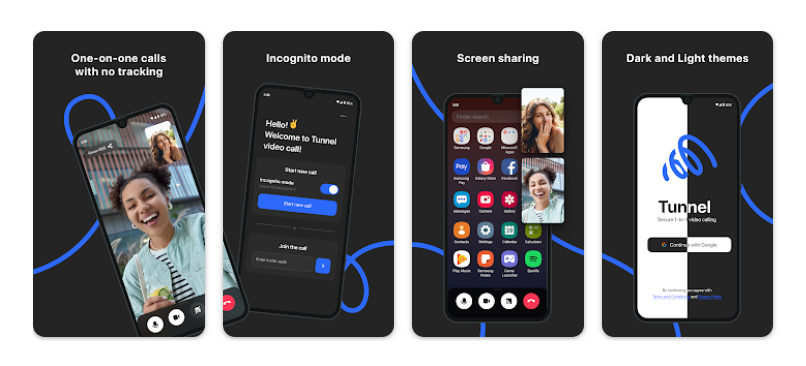 One-on-one calls
with no tracking
Incognito mode
Hello! ✌
Welcome to Tunnel
video call!
Start new call
Incognito mode
Start new call
Join the call
Enter invite code
Screen sharing
Finder search
Samsung
Google
Microsoft
Apps
Pay
Samsung
Pay
Galaxy Store
Facebook
Messages
Camera
Gallery
Contacts
Settings
Calendar
Calculator
Play Music
Samsung
Notes
Game
Launcher
Spotify
Dark and Light themes
Tunnel
Secure 1-to-1 video calling
Continue with Google
By continuing you agree with
Terms and Conditions and Privacy Policy